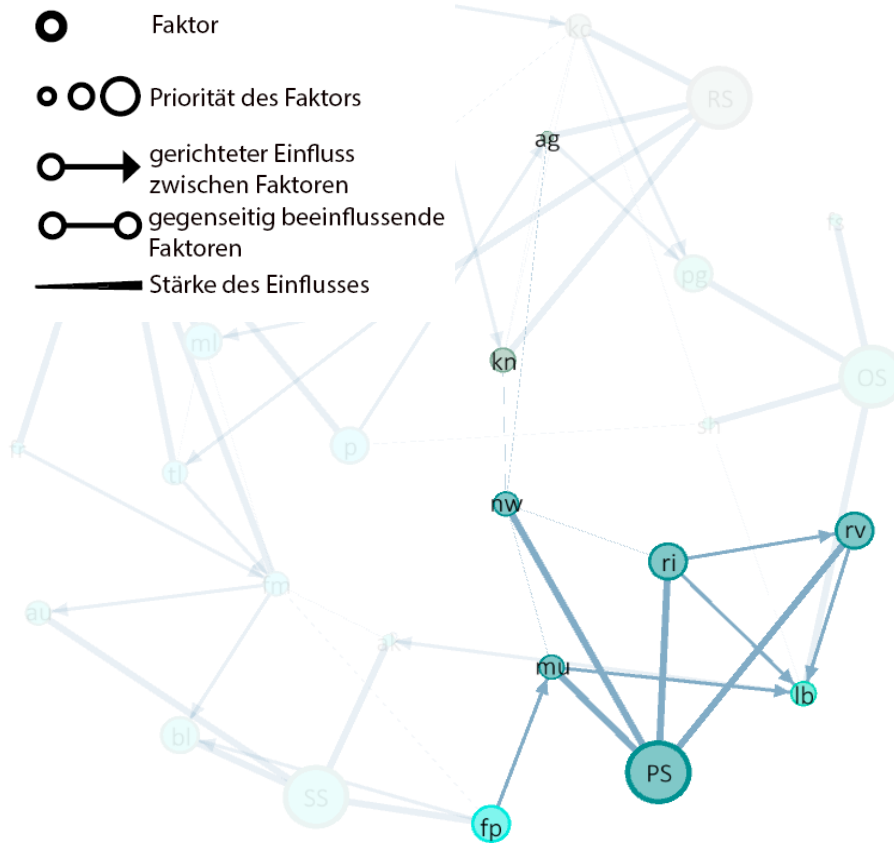 Faktor
Priorität des Faktors
gerichteter Einfluss
zwischen Faktoren
gegenseitig beeinflussende
Faktoren
Stärke des Einflusses
kc
RS
ag
fs
pg
ml
kn
OS
sh
p
fr
tl
nw
rv
ri
fm
au
ak
mu
lb
bl
PS
SS
fp